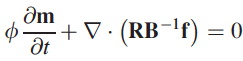 ϕ ∂m/∂t + ∇ · (RB⁻¹f) = 0